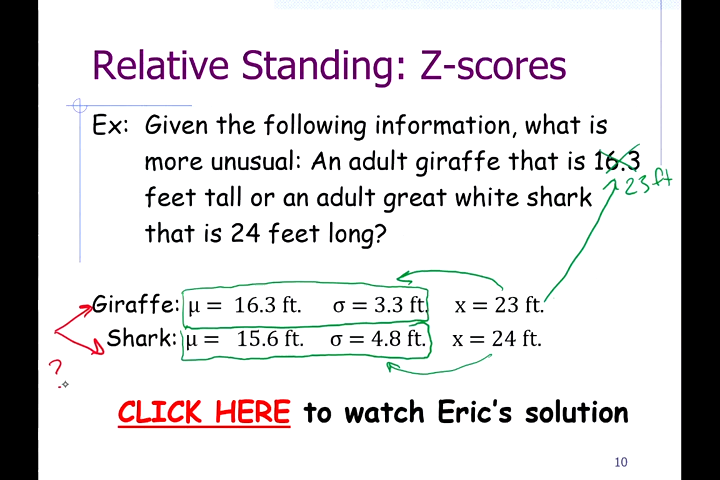 Relative Standing: Z-scores
Ex: Given the following information, what is
more unusual: An adult giraffe that is 16.3
23 ft
feet tall or an adult great white shark
that is 24 feet long?
Giraffe: μ = 16.3 ft. σ = 3.3 ft. x = 23 ft.
Shark: μ = 15.6 ft. σ = 4.8 ft. x = 24 ft.
?
CLICK HERE to watch Eric's solution
10